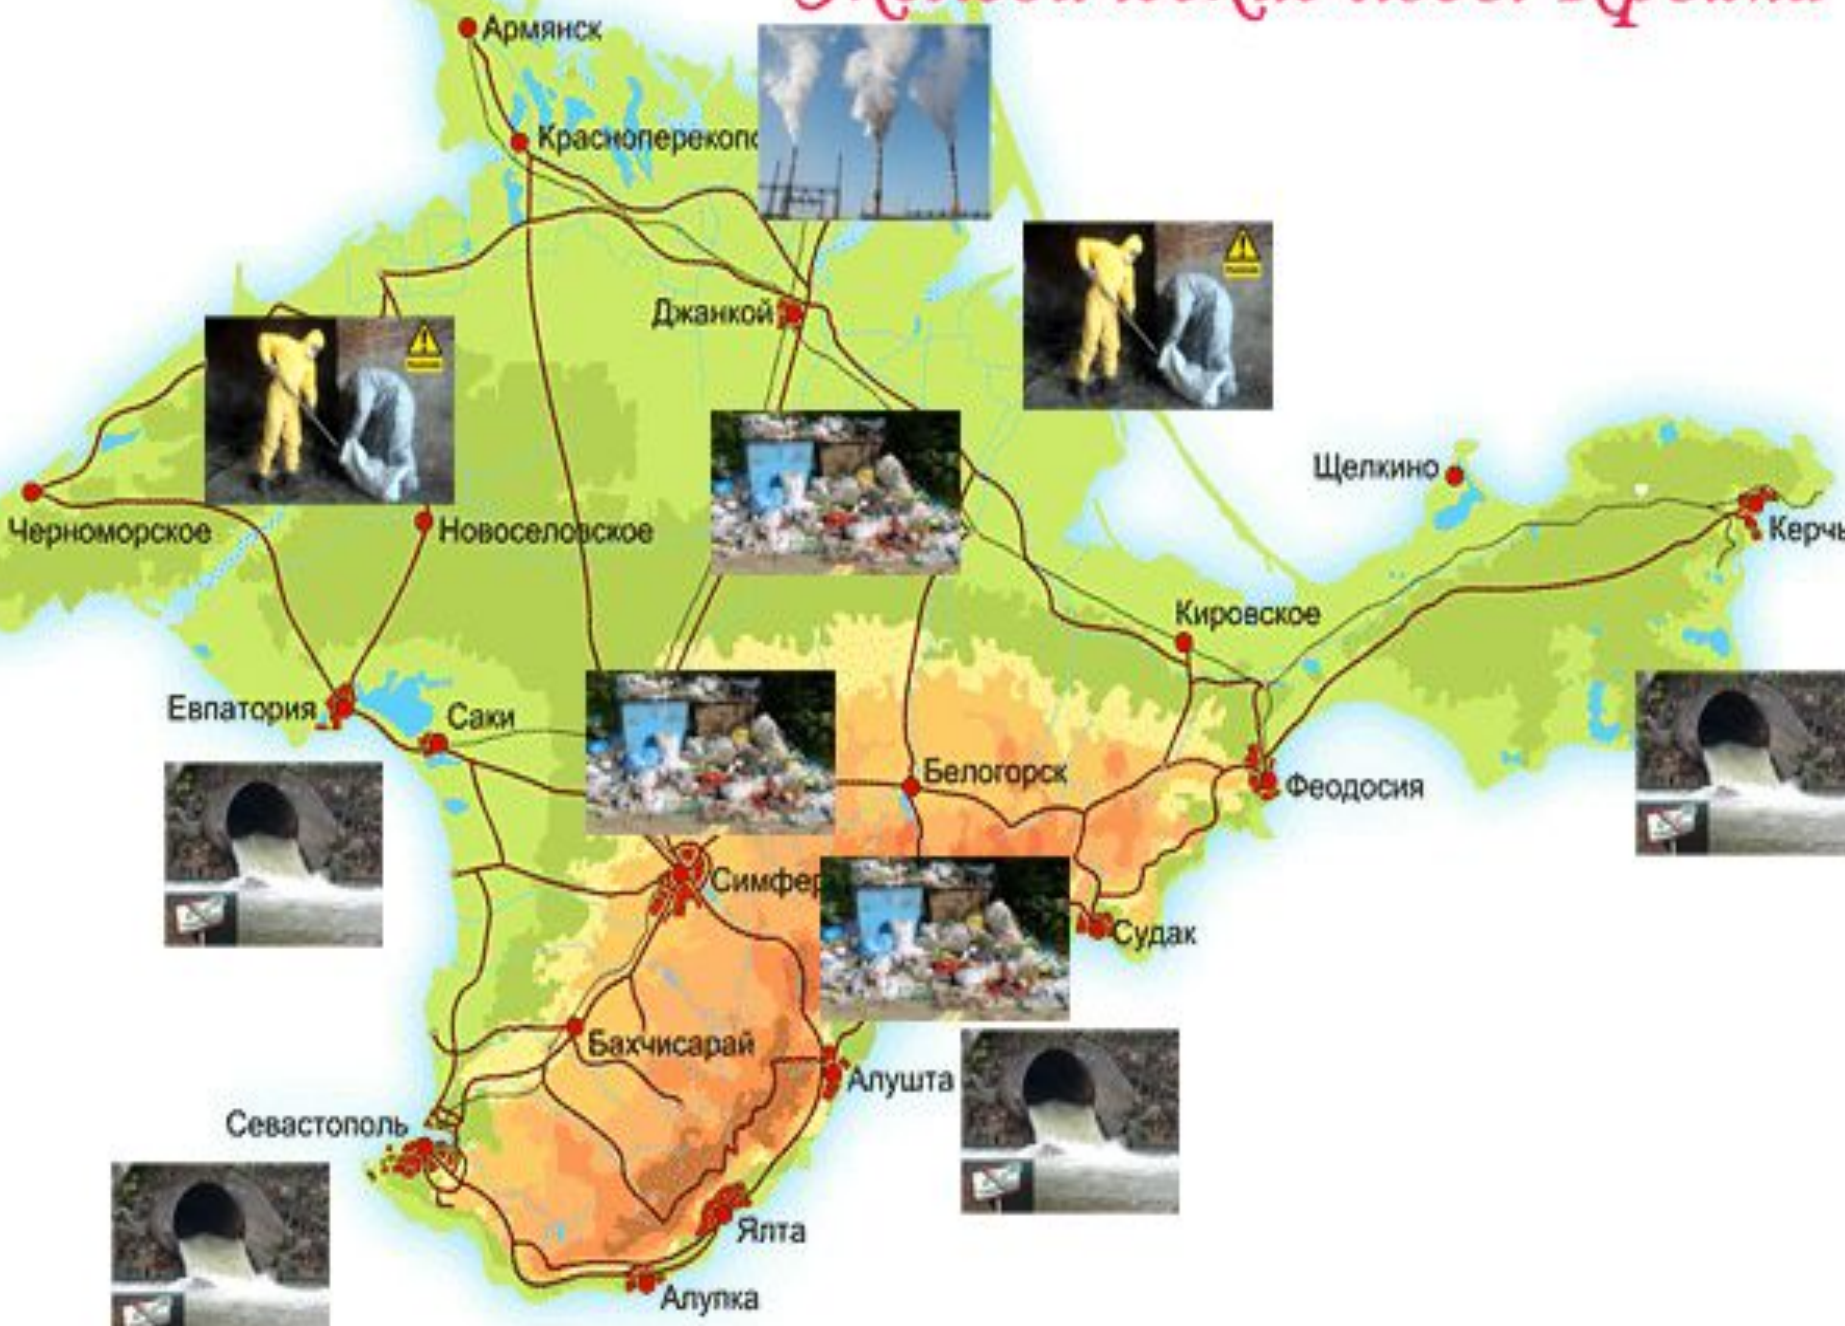 Крыма
Армянск
Красноперекопс
Джанкой
Щелкино
Керчь
Черноморское
Новоселовское
Кировское
Евпатория
Саки
Белогорск
Феодосия
Симфер
Судак
Бахчисарай
Алушта
Севастополь
Ялта
Алупка